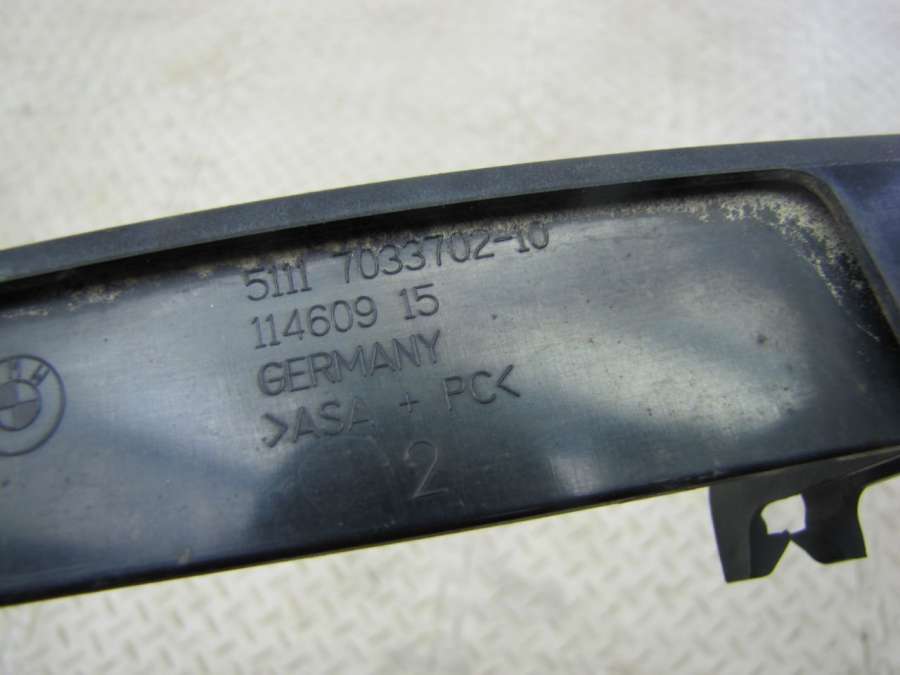 5111 7033702-10
114609 15
GERMANY
>ASA + PC<
2